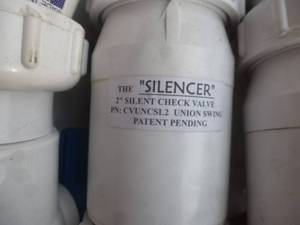 THE "SILENCER"
2" SILENT CHECK VALVE
PN: CVUNCSL2 UNION SWING
PATENT PENDING